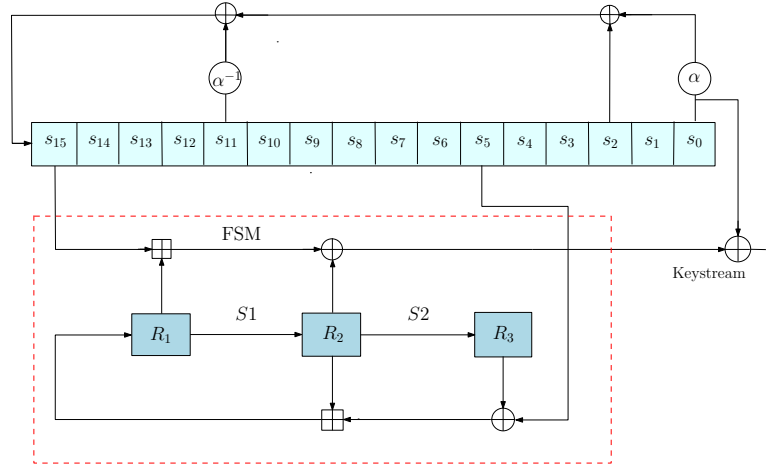 α⁻¹ α
s₁₅ s₁₄ s₁₃ s₁₂ s₁₁ s₁₀ s₉ s₈ s₇ s₆ s₅ s₄ s₃ s₂ s₁ s₀
FSM
Keystream
S1 S2
R₁ R₂ R₃